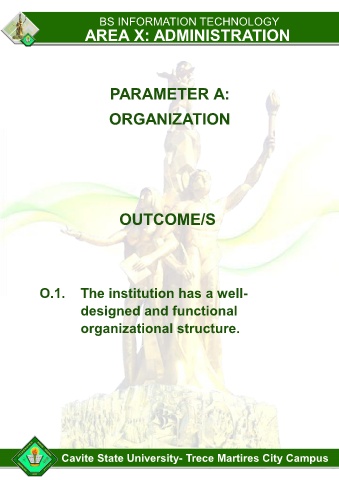 BS INFORMATION TECHNOLOGY
AREA X: ADMINISTRATION
PARAMETER A:
ORGANIZATION
OUTCOME/S
O.1. The institution has a well-
designed and functional
organizational structure.
Cavite State University- Trece Martires City Campus